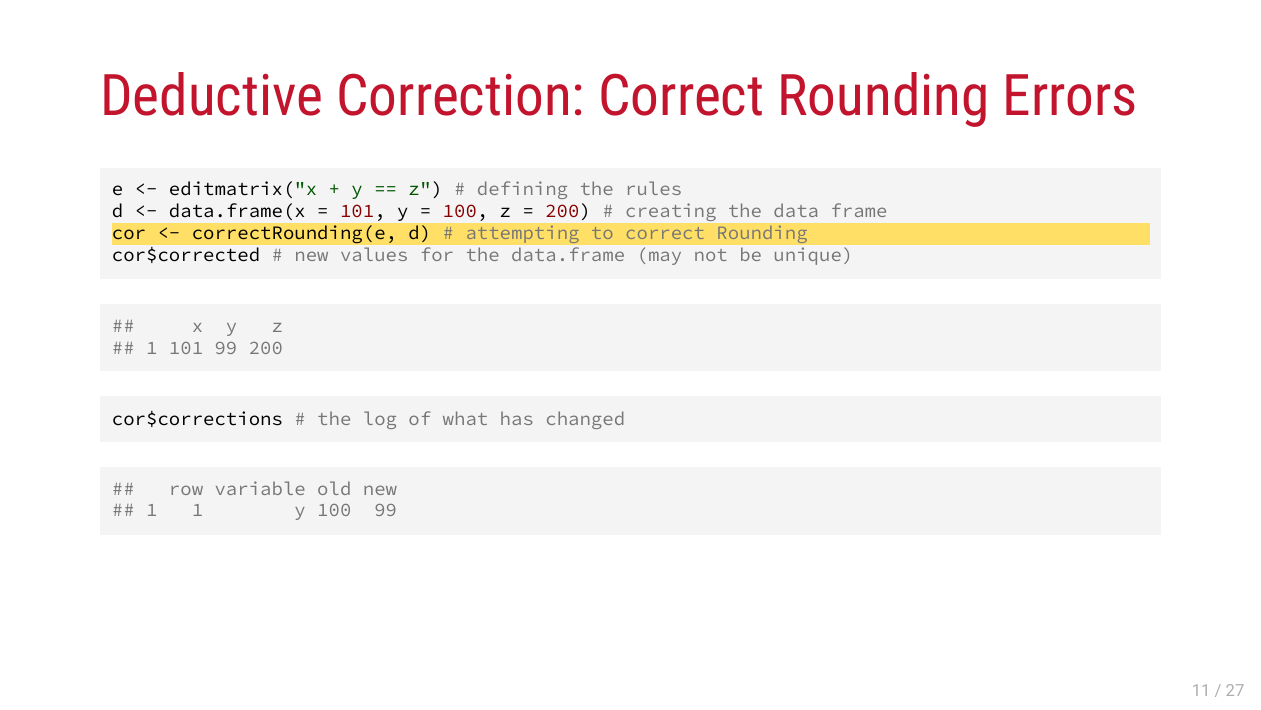 Deductive Correction: Correct Rounding Errors
e <- editmatrix("x + y == z") # defining the rules
d <- data.frame(x = 101, y = 100, z = 200) # creating the data frame
cor <- correctRounding(e, d) # attempting to correct Rounding
cor$corrected # new values for the data.frame (may not be unique)
##     x  y   z
## 1 101 99 200
cor$corrections # the log of what has changed
##   row variable old new
## 1   1        y 100  99
11 / 27